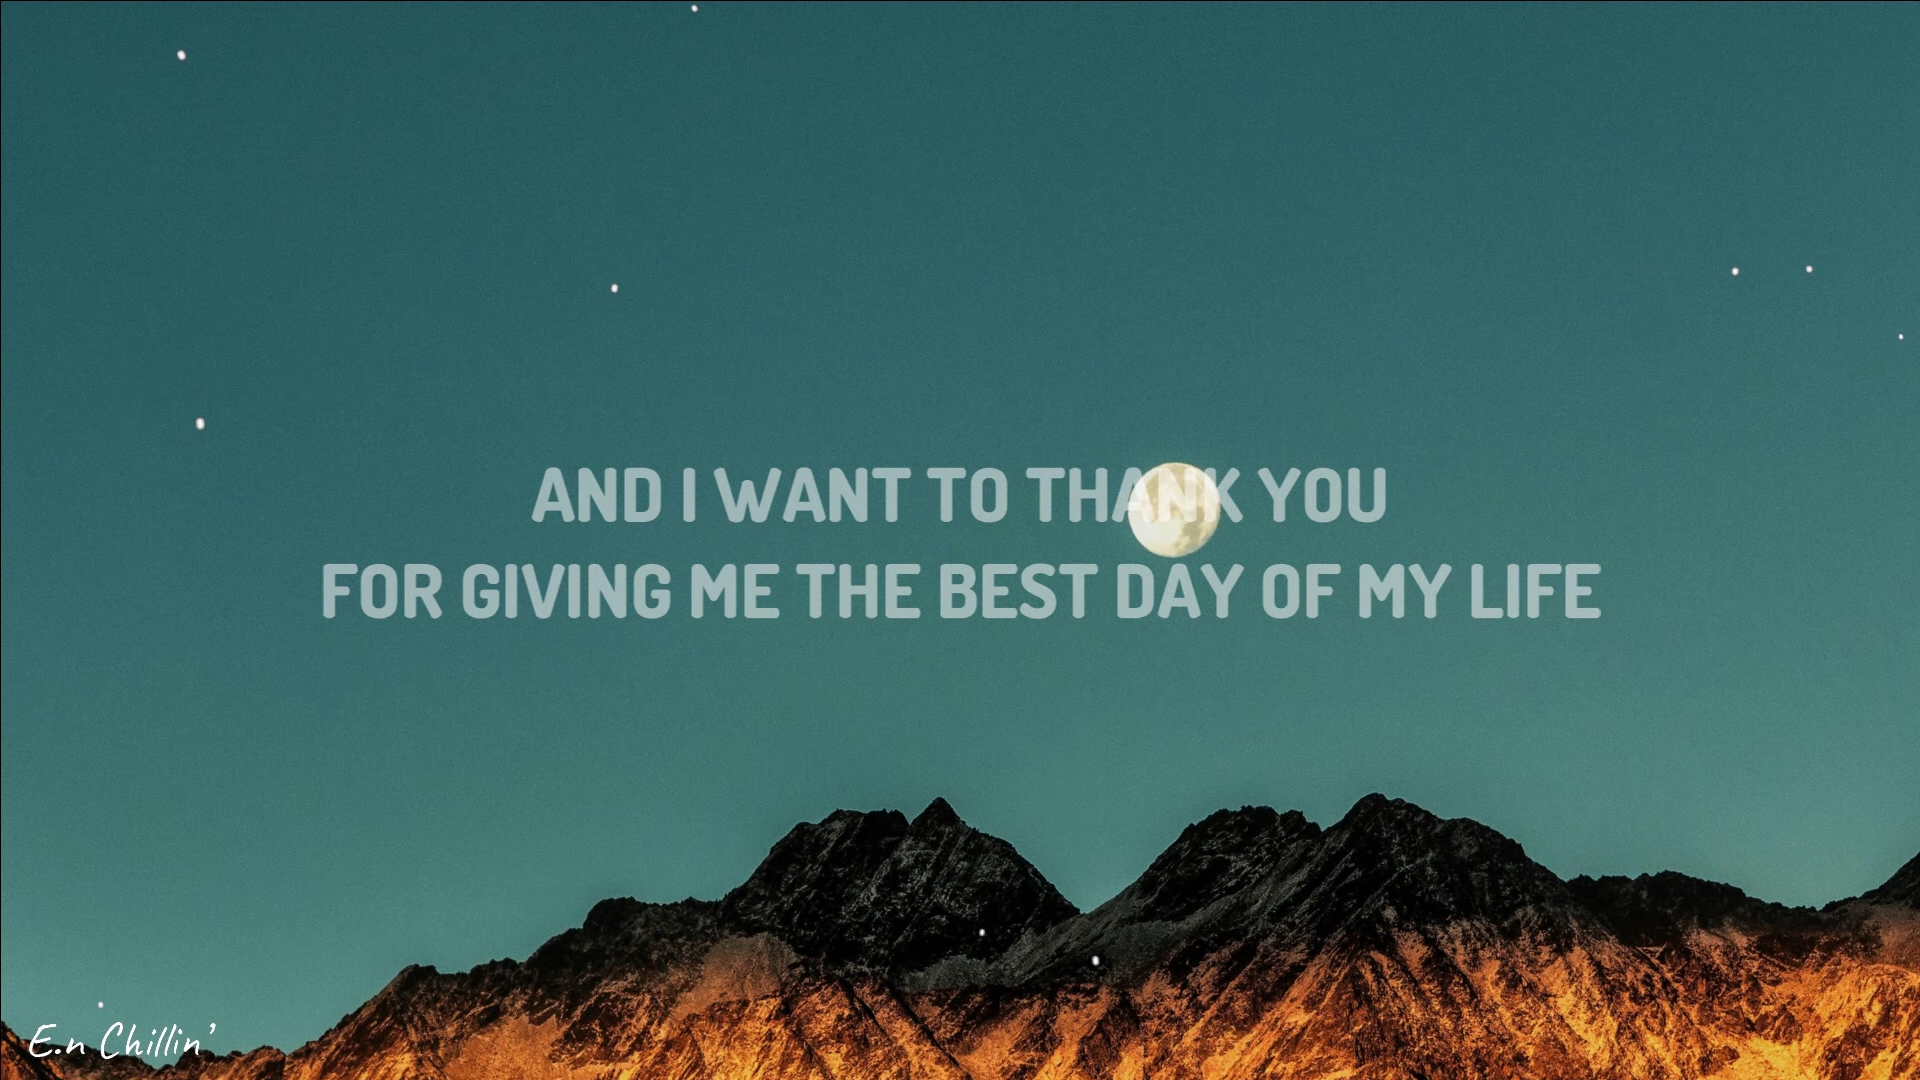 AND I WANT TO THANK YOU
FOR GIVING ME THE BEST DAY OF MY LIFE
E.n Chillin'